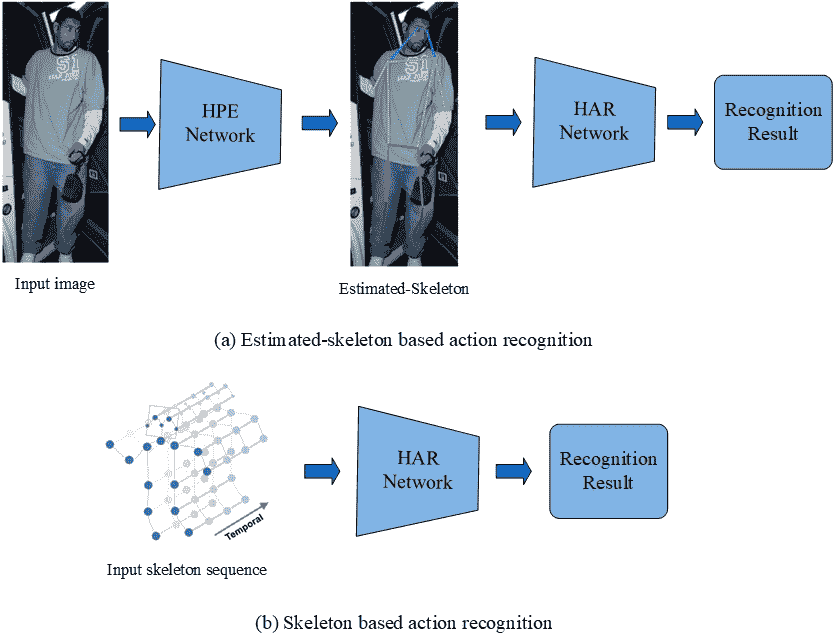 HPE
Network
HAR
Network
Recognition
Result
Input image
Estimated-Skeleton
(a) Estimated-skeleton based action recognition
HAR
Network
Recognition
Result
Temporal
Input skeleton sequence
(b) Skeleton based action recognition